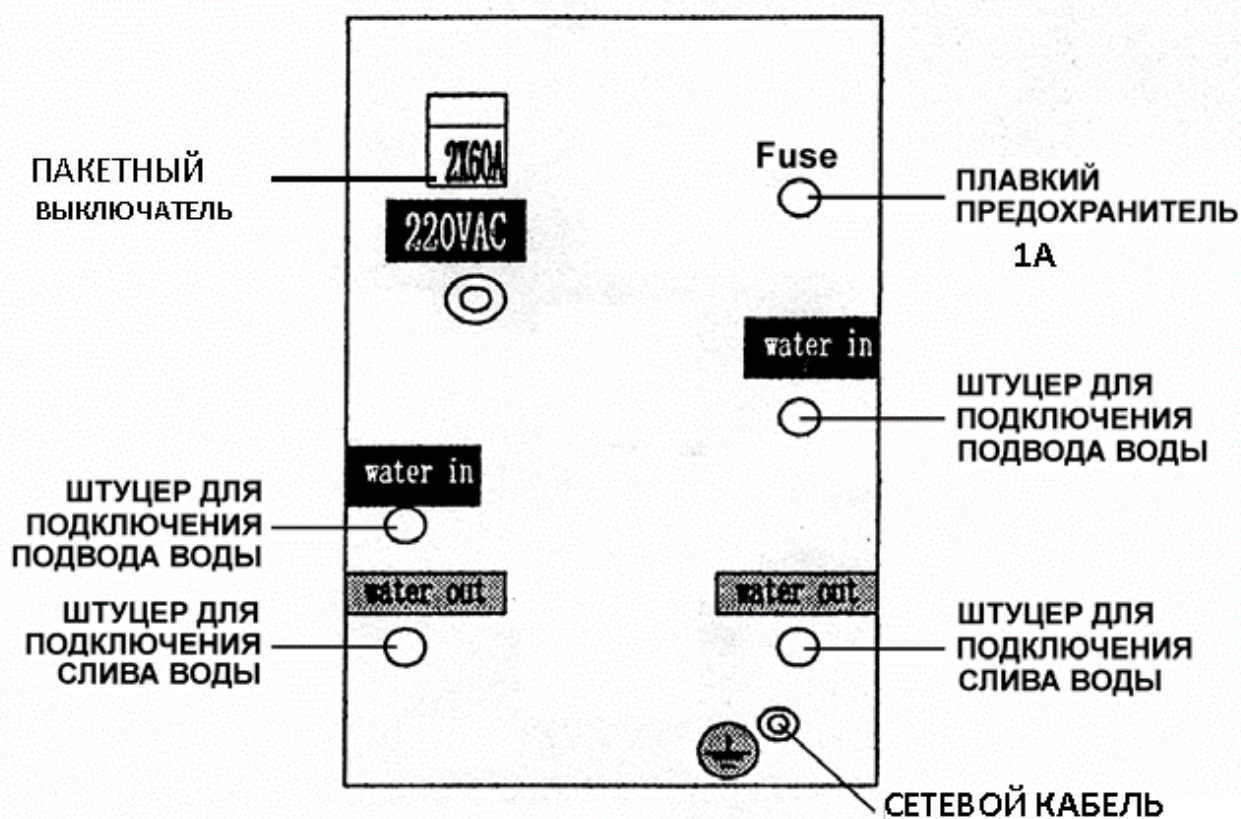 ПАКЕТНЫЙ
ВЫКЛЮЧАТЕЛЬ
2X60A
220VAC
Fuse
ПЛАВКИЙ
ПРЕДОХРАНИТЕЛЬ
1А
water in
ШТУЦЕР ДЛЯ
ПОДКЛЮЧЕНИЯ
ПОДВОДА ВОДЫ
water in
ШТУЦЕР ДЛЯ
ПОДКЛЮЧЕНИЯ
ПОДВОДА ВОДЫ
water out
ШТУЦЕР ДЛЯ
ПОДКЛЮЧЕНИЯ
СЛИВА ВОДЫ
water out
ШТУЦЕР ДЛЯ
ПОДКЛЮЧЕНИЯ
СЛИВА ВОДЫ
СЕТЕВОЙ КАБЕЛЬ